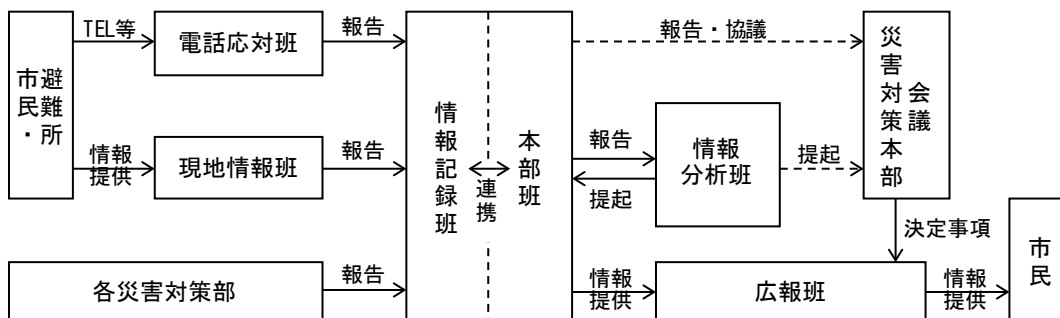 TEL等
電話応対班
報告
報告・協議
災害対策本部
会議
市民・
避難所
情報
提供
現地情報班
報告
情報記録班
連携
本部班
報告
提起
情報
分析班
提起
決定事項
各災害対策部
報告
情報
提供
広報班
情報
提供
市民